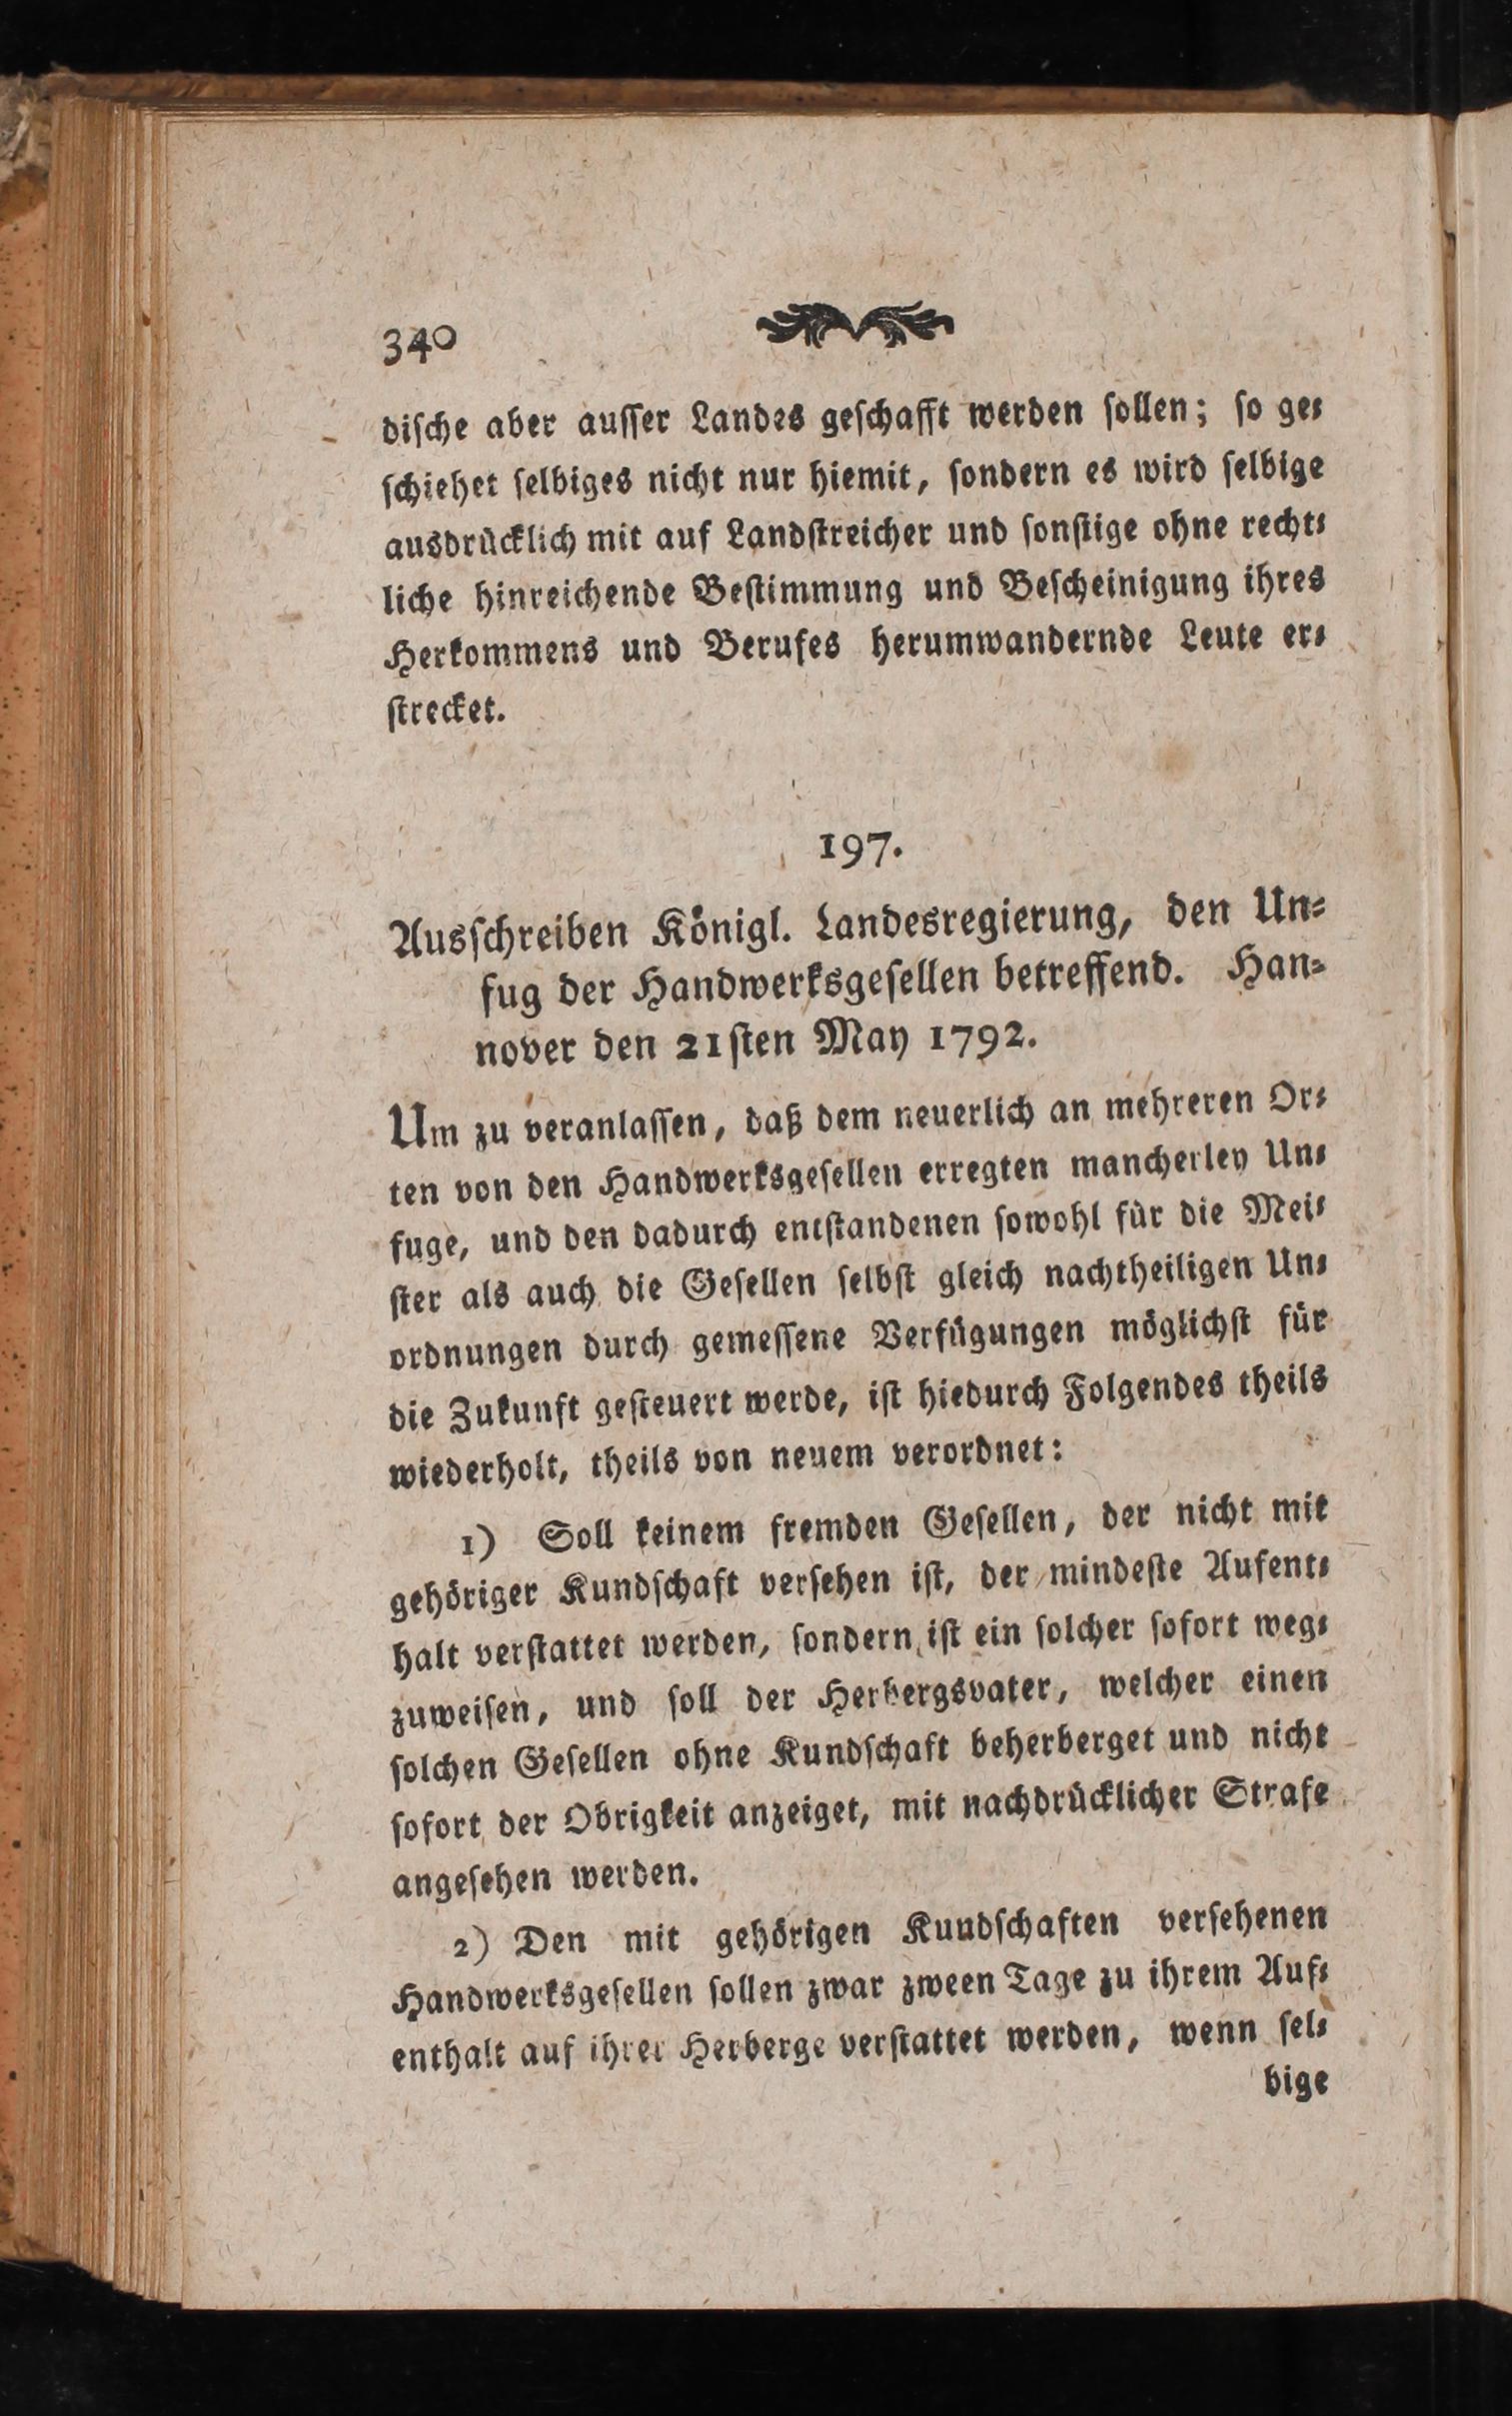 340
dische aber ausser Landes geschafft werden sollen; so ge-
schiehet selbiges nicht nur hiemit, sondern es wird selbige
ausdrücklich mit auf Landstreicher und sonstige ohne recht-
liche hinreichende Bestimmung und Bescheinigung ihres
Herkommens und Berufes herumwandernde Leute er-
strecket.
197.
Ausschreiben Königl. Landesregierung, den Un-
fug der Handwerksgesellen betreffend. Han-
nover den 21sten May 1792.
Um zu veranlassen, daß dem neuerlich an mehreren Or-
ten von den Handwerksgesellen erregten mancherley Un-
fuge, und den dadurch entstandenen sowohl für die Mei-
ster als auch die Gesellen selbst gleich nachtheiligen Un-
ordnungen durch gemessene Verfügungen möglichst für
die Zukunft gesteuert werde, ist hiedurch Folgendes theils
wiederholt, theils von neuem verordnet:
1) Soll keinem fremden Gesellen, der nicht mit
gehöriger Kundschaft versehen ist, der mindeste Aufent-
halt verstattet werden, sondern ist ein solcher sofort weg-
zuweisen, und soll der Herbergsvater, welcher einen
solchen Gesellen ohne Kundschaft beherberget und nicht
sofort der Obrigkeit anzeiget, mit nachdrücklicher Strafe
angesehen werden.
2) Den mit gehörigen Kundschaften versehenen
Handwerksgesellen sollen zwar zween Tage zu ihrem Auf-
enthalt auf ihrer Herberge verstattet werden, wenn sel-
bige